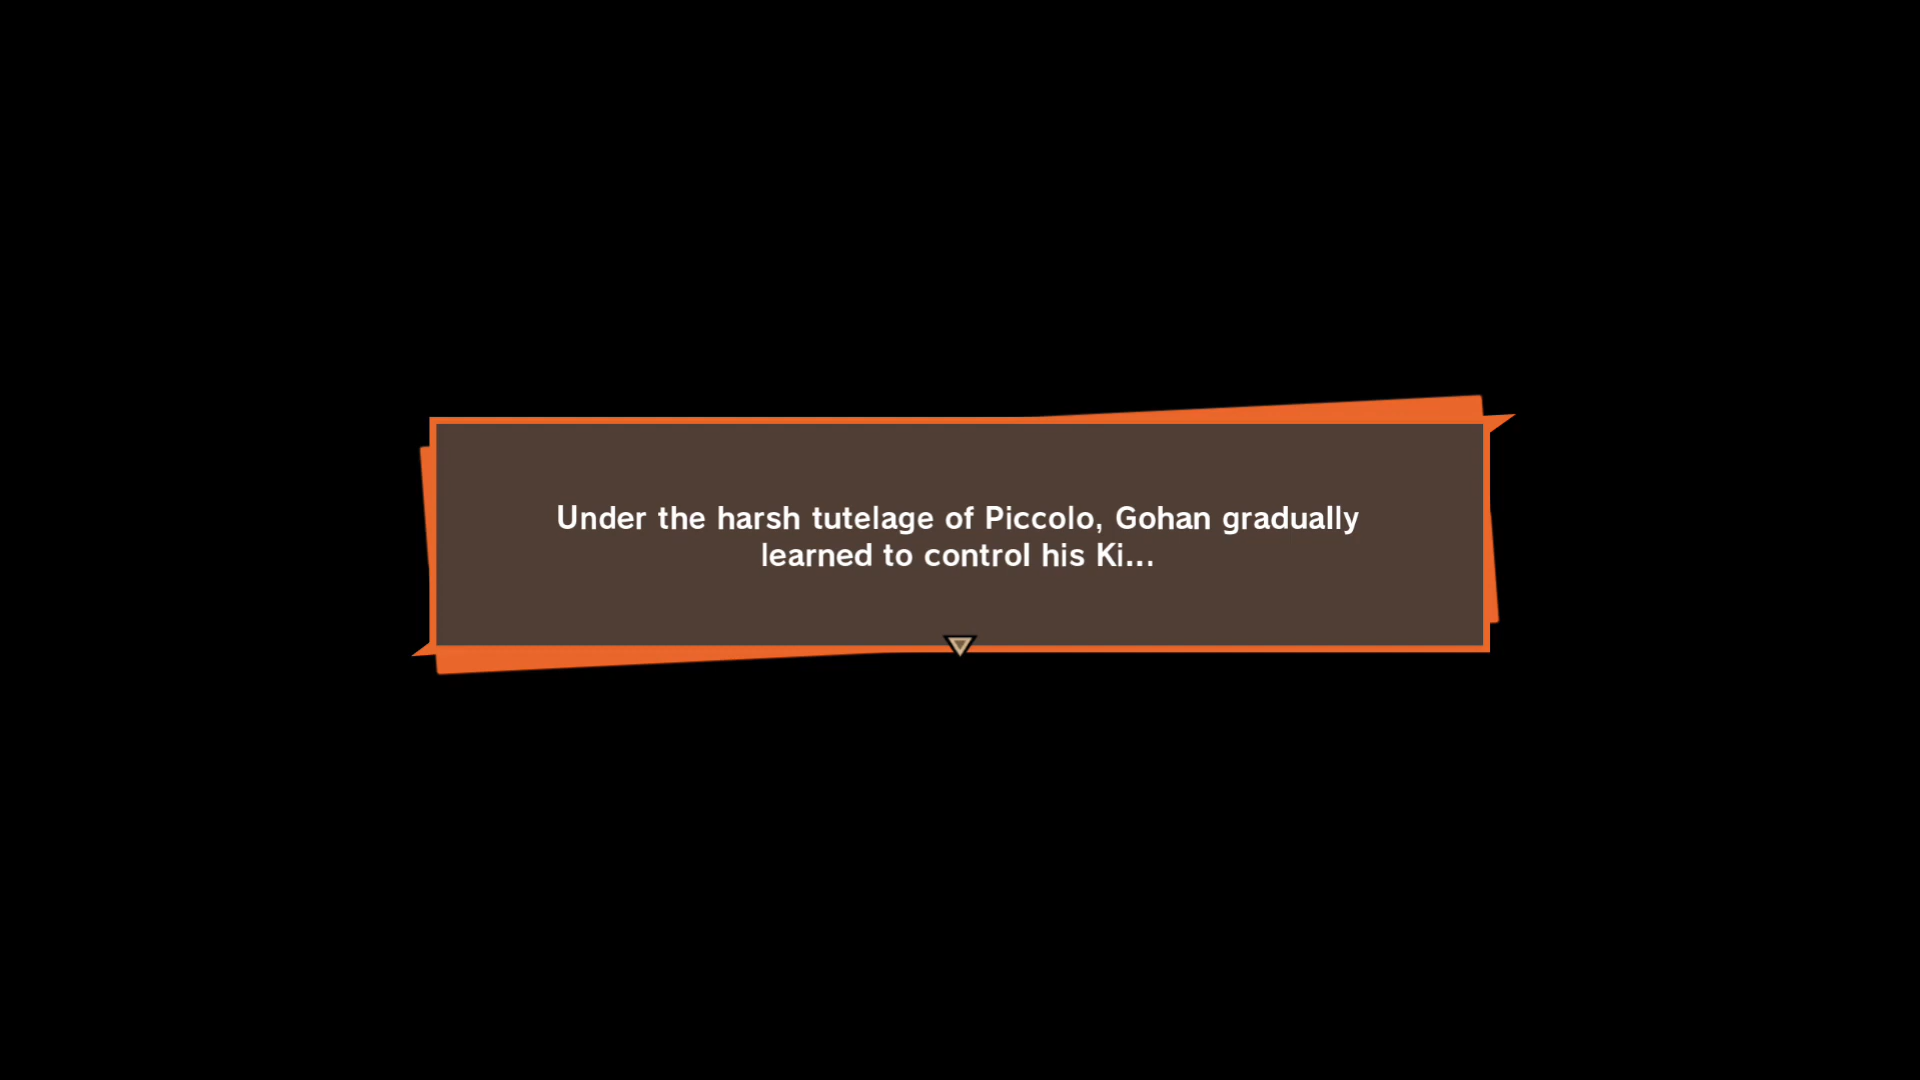 Under the harsh tutelage of Piccolo, Gohan gradually
learned to control his Ki...